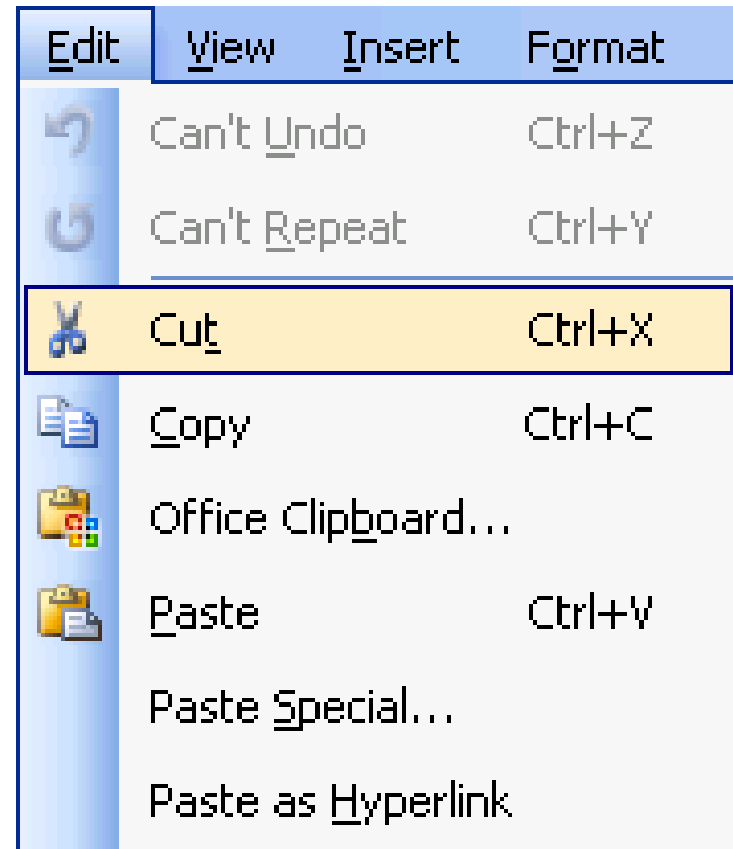 Edit View Insert Format
Can't Undo Ctrl+Z
Can't Repeat Ctrl+Y
Cut Ctrl+X
Copy Ctrl+C
Office Clipboard...
Paste Ctrl+V
Paste Special...
Paste as Hyperlink